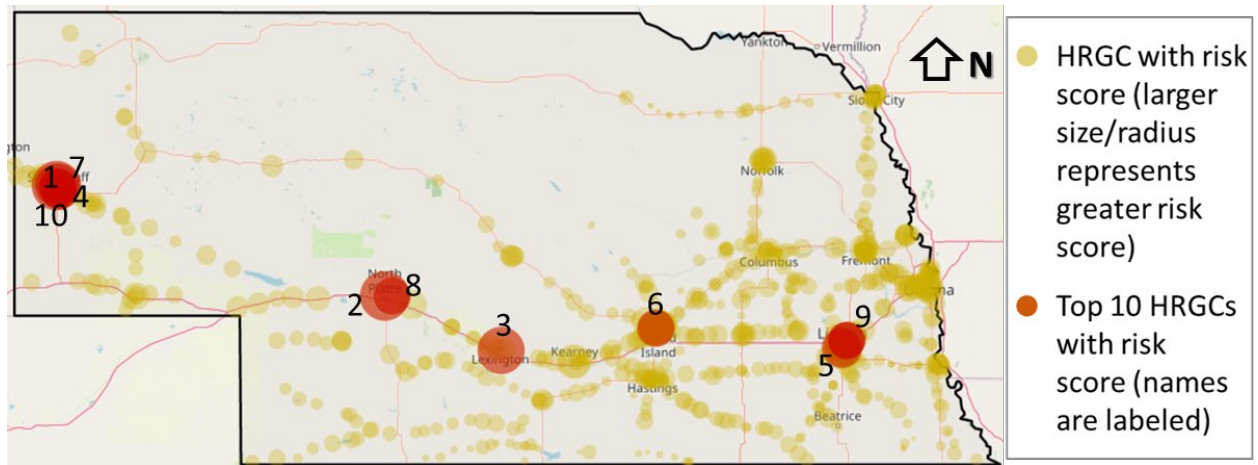 Yankton
Vermillion
N
Sioux City
gton
7
1
ff
4
10
Norfolk
Columbus
Fremont
North
8
2
6
3
Lexington
Kearney
Island
9
5
Hastings
Beatrice
HRGC with risk
score (larger
size/radius
represents
greater risk
score)
Top 10 HRGCs
with risk
score (names
are labeled)